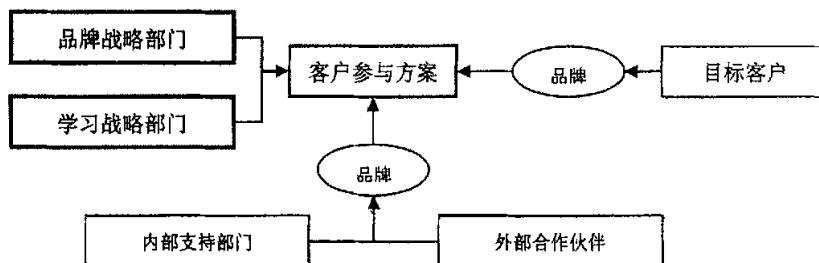 品牌战略部门
客户参与方案
品牌
目标客户
学习战略部门
品牌
内部支持部门
外部合作伙伴